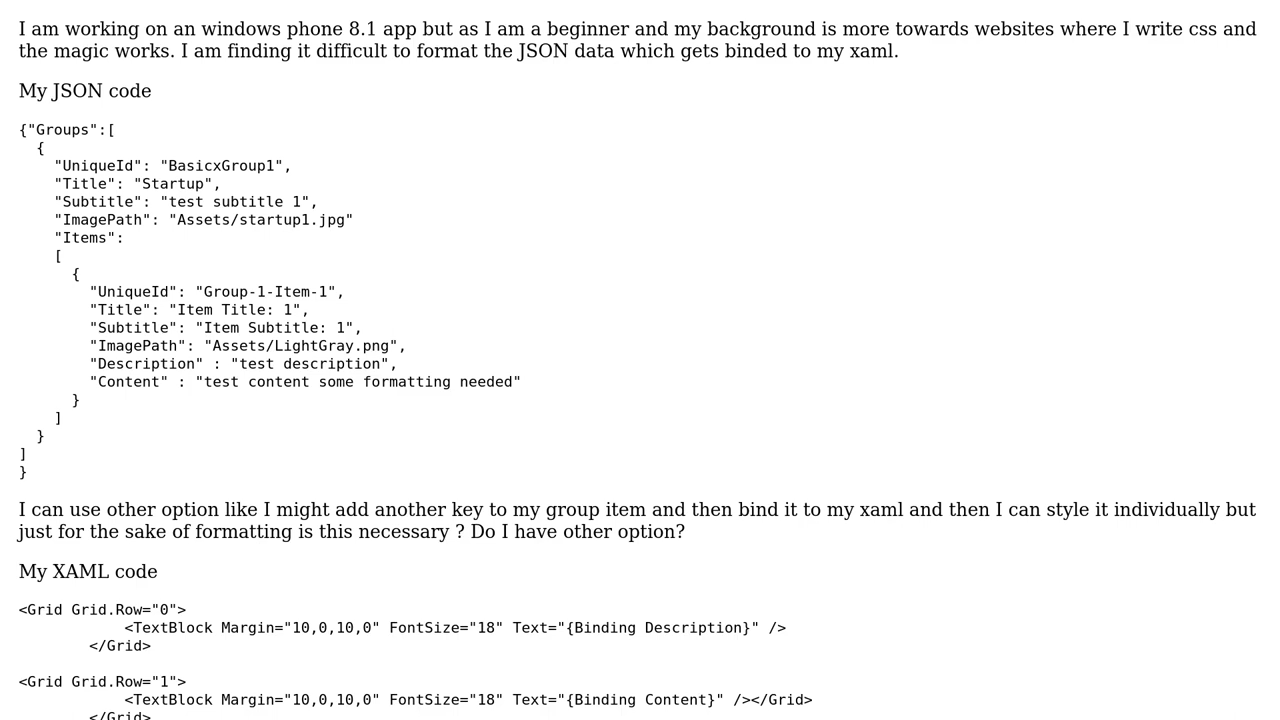 I am working on an windows phone 8.1 app but as I am a beginner and my background is more towards websites where I write css and
the magic works. I am finding it difficult to format the JSON data which gets binded to my xaml.
My JSON code
{"Groups":[
  {
    "UniqueId": "BasicxGroup1",
    "Title": "Startup",
    "Subtitle": "test subtitle 1",
    "ImagePath": "Assets/startup1.jpg"
    "Items":
    [
      {
        "UniqueId": "Group-1-Item-1",
        "Title": "Item Title: 1",
        "Subtitle": "Item Subtitle: 1",
        "ImagePath": "Assets/LightGray.png",
        "Description" : "test description",
        "Content" : "test content some formatting needed"
      }
    ]
  }
]
}
I can use other option like I might add another key to my group item and then bind it to my xaml and then I can style it individually but
just for the sake of formatting is this necessary ? Do I have other option?
My XAML code
<Grid Grid.Row="0">
            <TextBlock Margin="10,0,10,0" FontSize="18" Text="{Binding Description}" />
        </Grid>
<Grid Grid.Row="1">
            <TextBlock Margin="10,0,10,0" FontSize="18" Text="{Binding Content}" /></Grid>
        </Grid>